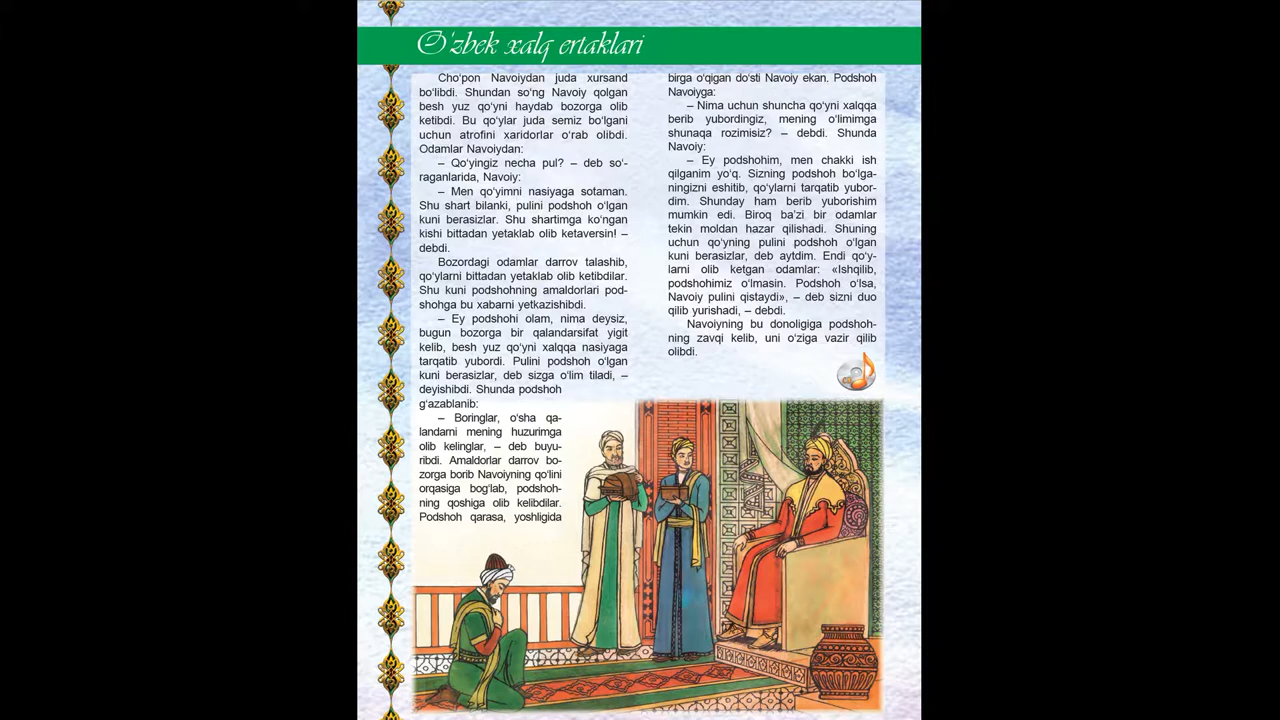 O'zbek xalq ertaklari
Cho‘pon Navoiydan juda xursand
bo‘libdi. Shundan so‘ng Navoiy qolgan
besh yuz qo‘yni haydab bozorga olib
ketibdi. Bu qo‘ylar juda semiz bo‘lgani
uchun atrofini xaridorlar o‘rab olibdi.
Odamlar Navoiydan:
– Qo‘yingiz necha pul? – deb so‘-
raganlarida, Navoiy:
– Men qo‘yimni nasiyaga sotaman.
Shu shart bilanki, pulini podshoh o‘lgan
kuni berasizlar. Shu shartimga ko‘ngan
kishi bittadan yetaklab olib ketaversin! –
debdi.
Bozordagi odamlar darrov talashib,
qo‘ylarni bittadan yetaklab olib ketibdilar.
Shu kuni podshohning amaldorlari pod-
shohga bu xabarni yetkazishibdi.
– Ey podshohi olam, nima deysiz,
bugun bozorga bir qalandarsifat yigit
kelib, besh yuz qo‘yni xalqqa nasiyaga
tarqatib yubordi. Pulini podshoh o‘lgan
kuni berasizlar, deb sizga o‘lim tiladi, –
deyishibdi. Shunda podshoh
g‘azablanib:
– Boringlar, o‘sha qa-
landarni mening huzurimga
olib kelinglar, – deb buyu-
ribdi. Amaldorlar darrov bo-
zorga borib Navoiyning qo‘lini
orqasiga bog‘lab, podshoh-
ning qoshiga olib kelibdilar.
Podshoh qarasa, yoshligida
birga o‘qigan do‘sti Navoiy ekan. Podshoh
Navoiyga:
– Nima uchun shuncha qo‘yni xalqqa
berib yubordingiz, mening o‘limimga
shunaqa rozimisiz? – debdi. Shunda
Navoiy:
– Ey podshohim, men chakki ish
qilganim yo‘q. Sizning podshoh bo‘lga-
ningizni eshitib, qo‘ylarni tarqatib yubor-
dim. Shunday ham berib yuborishim
mumkin edi. Biroq ba’zi bir odamlar
tekin moldan hazar qilishadi. Shuning
uchun qo‘yning pulini podshoh o‘lgan
kuni berasizlar, deb aytdim. Endi qo‘y-
larni olib ketgan odamlar: «Ishqilib,
podshohimiz o‘lmasin. Podshoh o‘lsa,
Navoiy pulini qistaydi», – deb sizni duo
qilib yurishadi, – debdi.
Navoiyning bu donoligiga podshoh-
ning zavqi kelib, uni o‘ziga vazir qilib
olibdi.